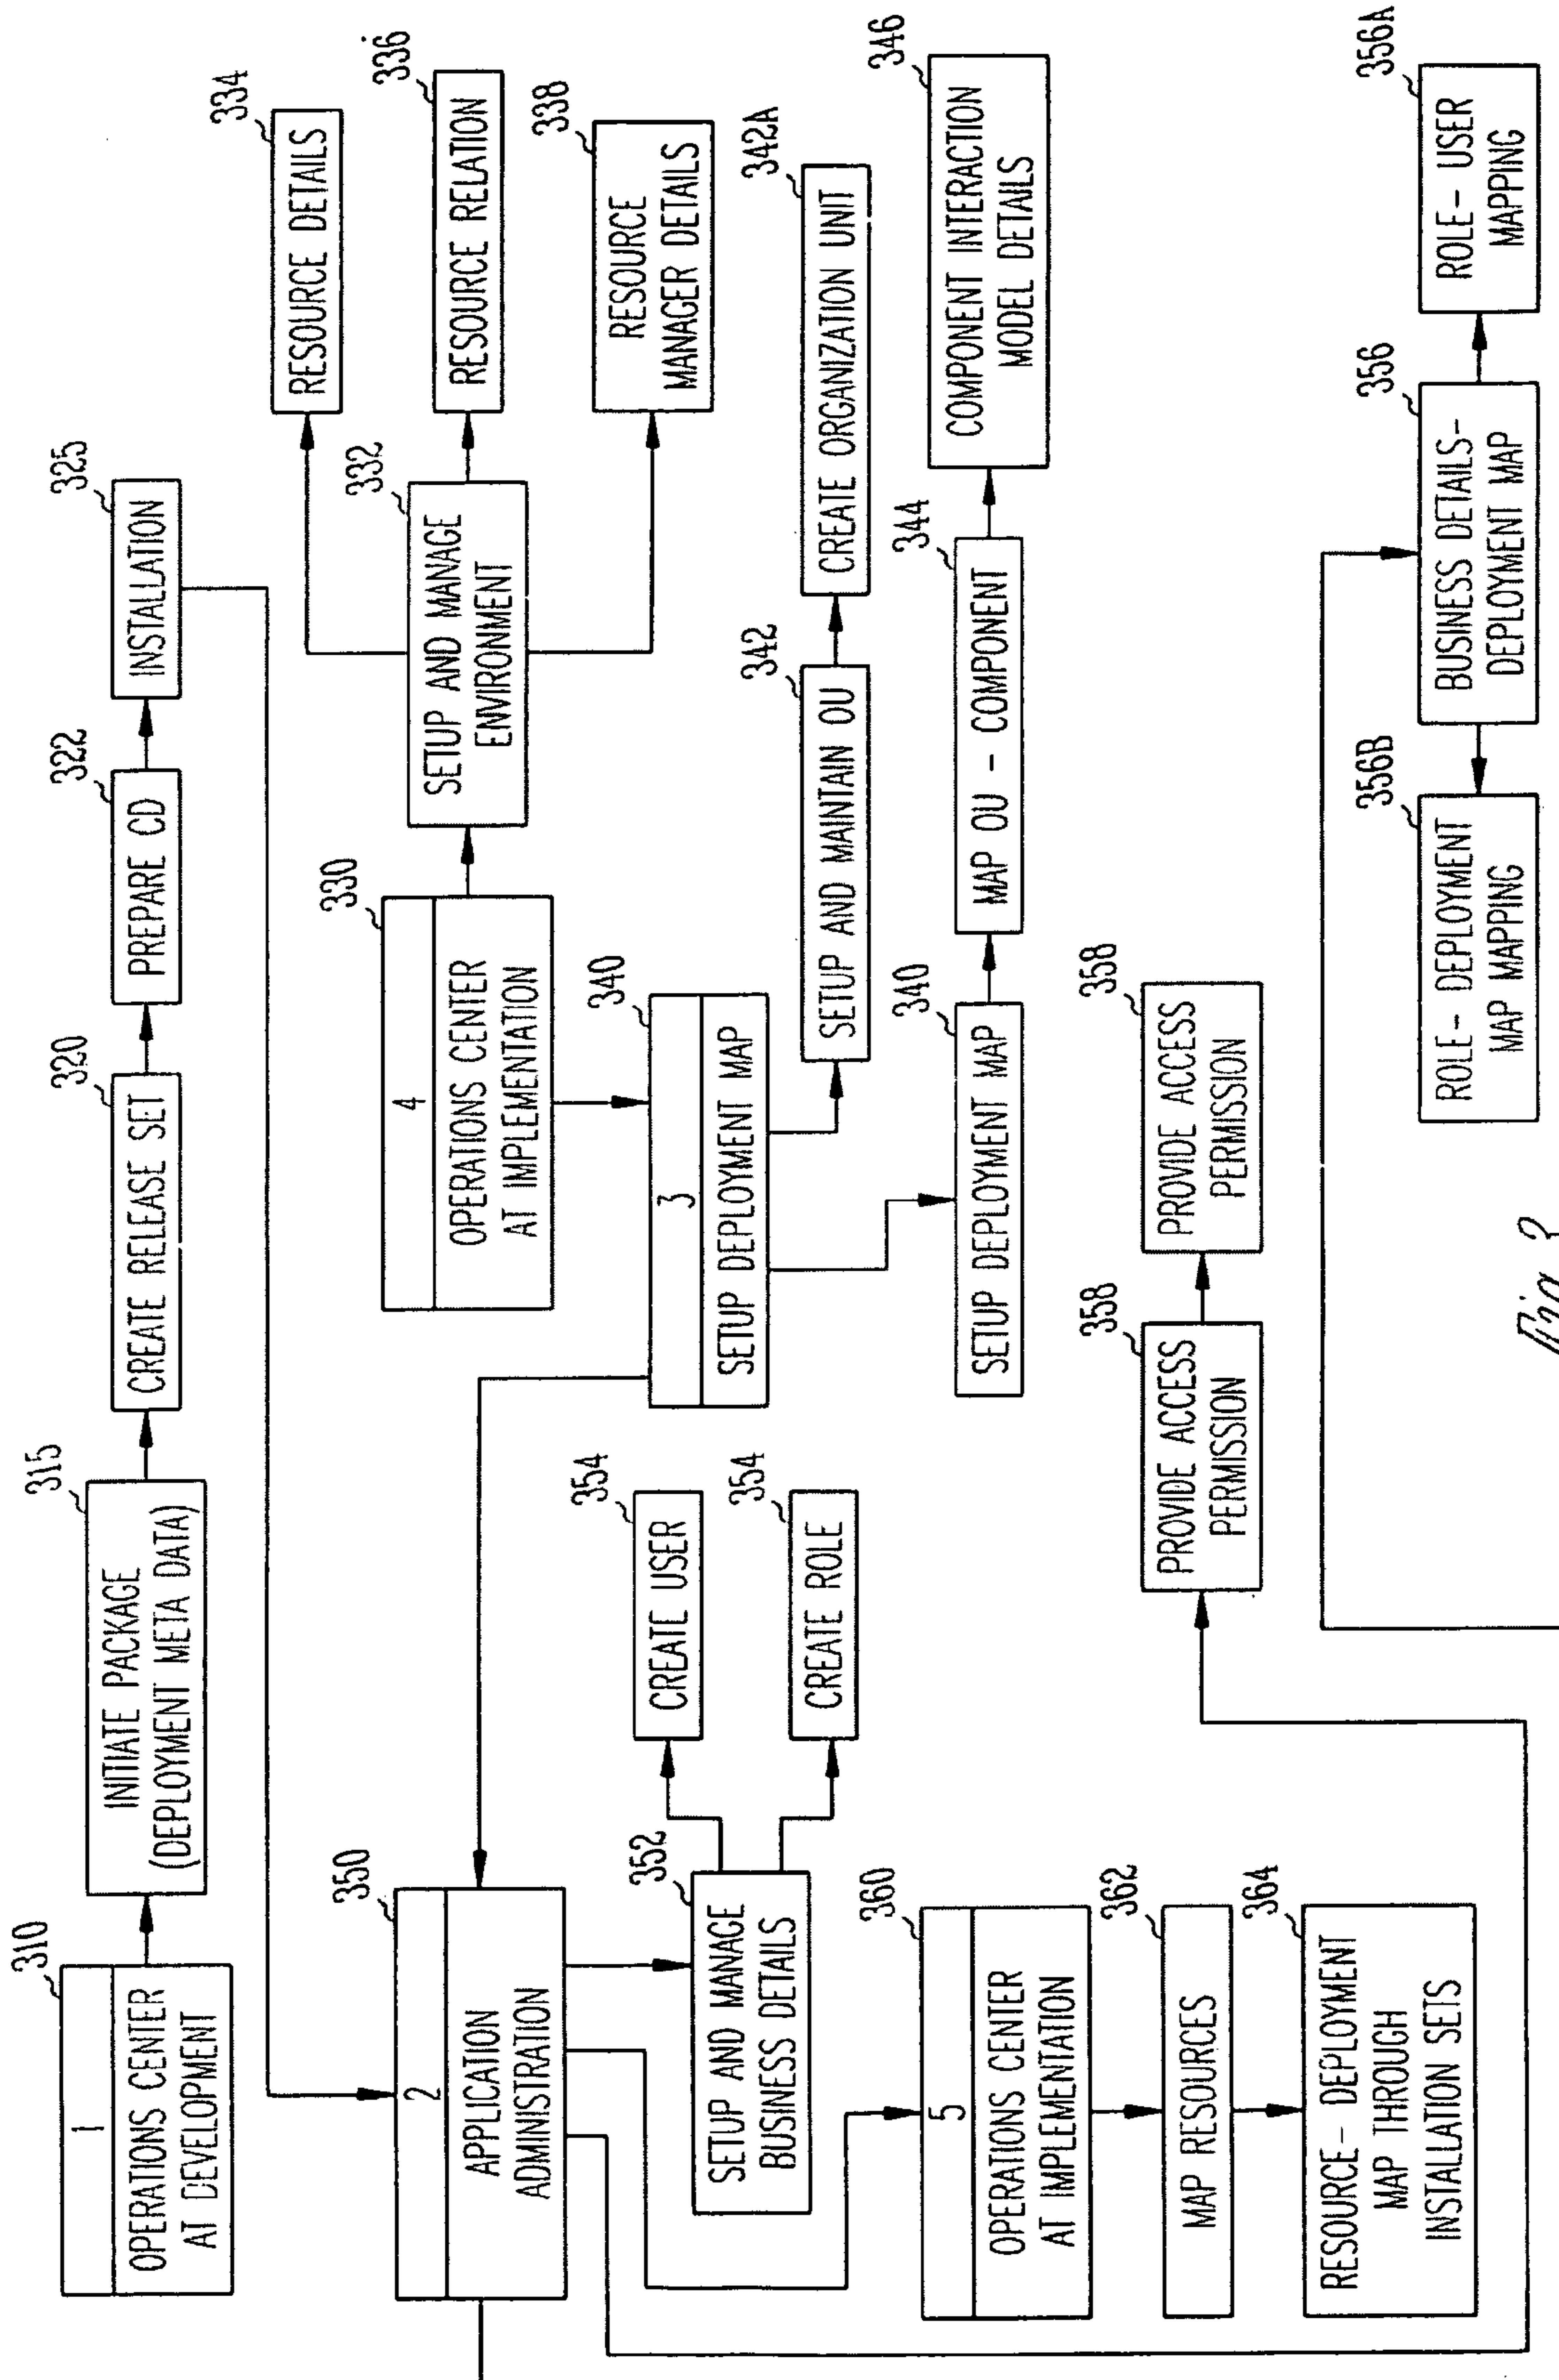 310
1
OPERATIONS CENTER
AT DEVELOPMENT
315
INITIATE PACKAGE
(DEPLOYMENT META DATA)
320
CREATE RELEASE SET
322
PREPARE CD
325
INSTALLATION
334
RESOURCE DETAILS
336
RESOURCE RELATION
338
RESOURCE
MANAGER DETAILS
332
SETUP AND MANAGE
ENVIRONMENT
330
4
OPERATIONS CENTER
AT IMPLEMENTATION
340
3
SETUP DEPLOYMENT MAP
342
SETUP AND MAINTAIN OU
342A
CREATE ORGANIZATION UNIT
340
SETUP DEPLOYMENT MAP
344
MAP OU - COMPONENT
346
COMPONENT INTERACTION
MODEL DETAILS
350
2
APPLICATION
ADMINISTRATION
352
SETUP AND MANAGE
BUSINESS DETAILS
354
CREATE USER
354
CREATE ROLE
360
5
OPERATIONS CENTER
AT IMPLEMENTATION
362
MAP RESOURCES
364
RESOURCE- DEPLOYMENT
MAP THROUGH
INSTALLATION SETS
358
PROVIDE ACCESS
PERMISSION
358
PROVIDE ACCESS
PERMISSION
356B
ROLE- DEPLOYMENT
MAP MAPPING
356
BUSINESS DETAILS-
DEPLOYMENT MAP
356A
ROLE- USER
MAPPING
Fig. 3